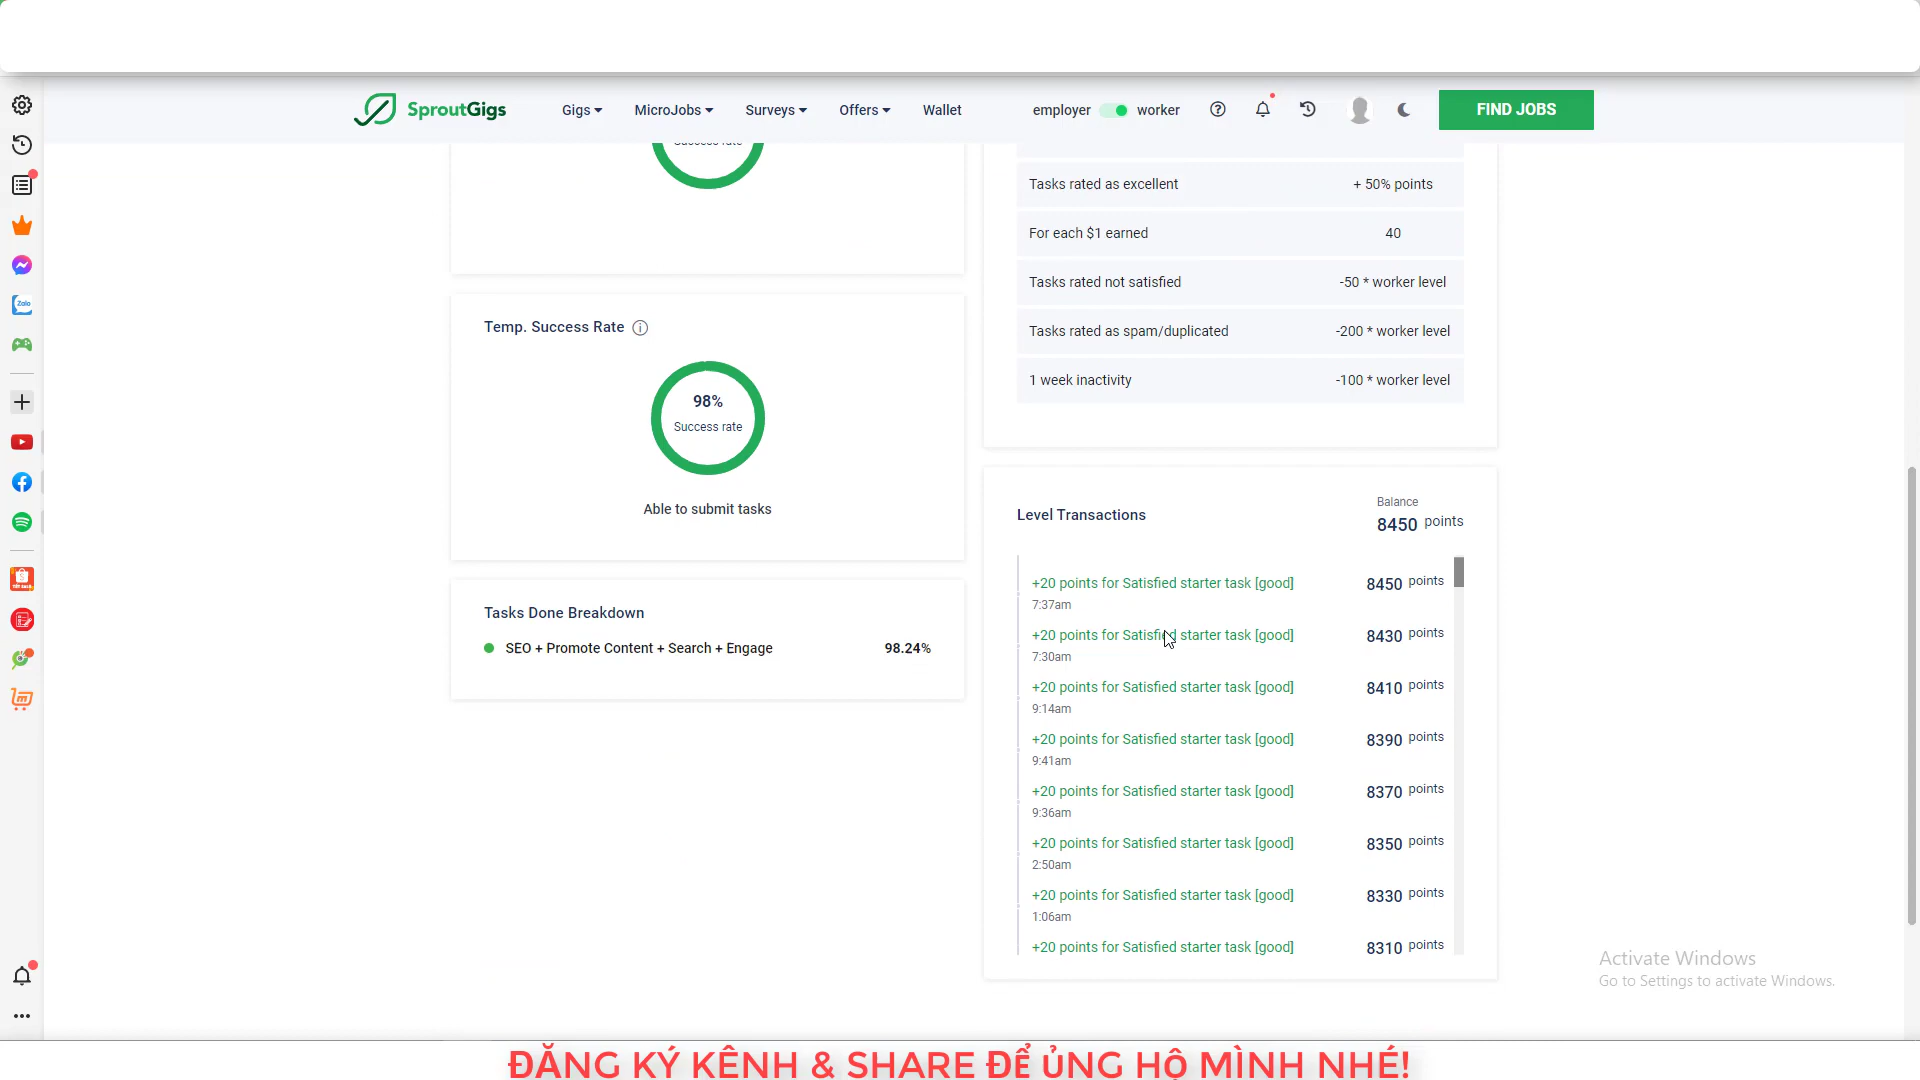 SproutGigs
Gigs
MicroJobs
Surveys
Offers
Wallet
employer
worker
FIND JOBS
Success rate
Temp. Success Rate
98%
Success rate
Able to submit tasks
Tasks Done Breakdown
SEO + Promote Content + Search + Engage 98.24%
Tasks rated as excellent + 50% points
For each $1 earned 40
Tasks rated not satisfied -50 * worker level
Tasks rated as spam/duplicated -200 * worker level
1 week inactivity -100 * worker level
Level Transactions
Balance
8450 points
+20 points for Satisfied starter task [good] 8450 points
7:37am
+20 points for Satisfied starter task [good] 8430 points
7:30am
+20 points for Satisfied starter task [good] 8410 points
9:14am
+20 points for Satisfied starter task [good] 8390 points
9:41am
+20 points for Satisfied starter task [good] 8370 points
9:36am
+20 points for Satisfied starter task [good] 8350 points
2:50am
+20 points for Satisfied starter task [good] 8330 points
1:06am
+20 points for Satisfied starter task [good] 8310 points
Zalo
Activate Windows
Go to Settings to activate Windows.
ĐĂNG KÝ KÊNH & SHARE ĐỂ ỦNG HỘ MÌNH NHÉ!